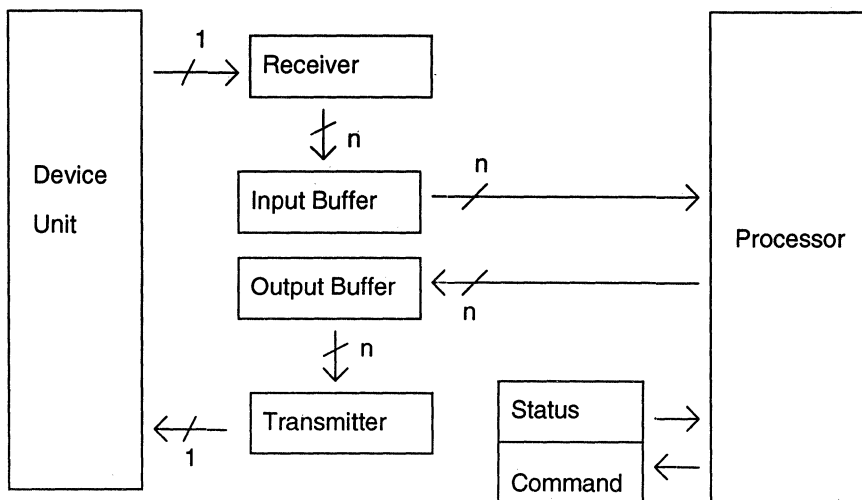 1
Receiver
n
Device
Unit
Input Buffer
n
Processor
Output Buffer
n
n
Transmitter
1
Status
Command